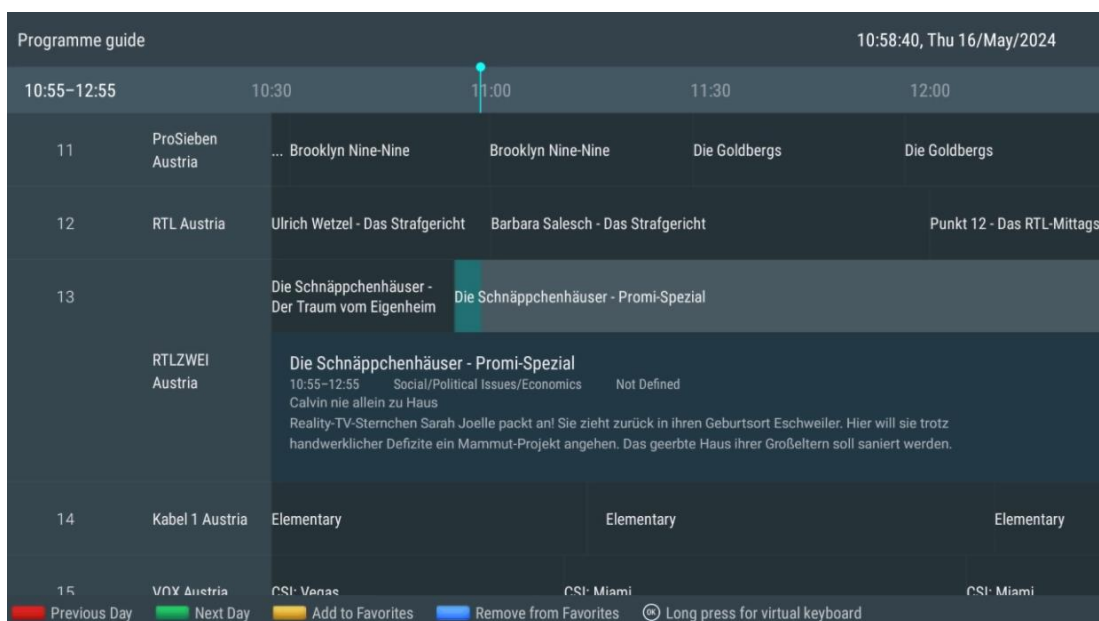 Programme guide
10:58:40, Thu 16/May/2024
10:55–12:55
10:30
11:00
11:30
12:00
11
ProSieben
Austria
... Brooklyn Nine-Nine
Brooklyn Nine-Nine
Die Goldbergs
Die Goldbergs
12
RTL Austria
Ulrich Wetzel - Das Strafgericht
Barbara Salesch - Das Strafgericht
Punkt 12 - Das RTL-Mittags
13
Die Schnäppchenhäuser -
Der Traum vom Eigenheim
Die Schnäppchenhäuser - Promi-Spezial
RTLZWEI
Austria
Die Schnäppchenhäuser - Promi-Spezial
10:55–12:55 Social/Political Issues/Economics Not Defined
Calvin nie allein zu Haus
Reality-TV-Sternchen Sarah Joelle packt an! Sie zieht zurück in ihren Geburtsort Eschweiler. Hier will sie trotz
handwerklicher Defizite ein Mammut-Projekt angehen. Das geerbte Haus ihrer Großeltern soll saniert werden.
14
Kabel 1 Austria
Elementary
Elementary
Elementary
15
VOX Austria
CSI: Vegas
CSI: Miami
CSI: Miami
Previous Day
Next Day
Add to Favorites
Remove from Favorites
OK
Long press for virtual keyboard